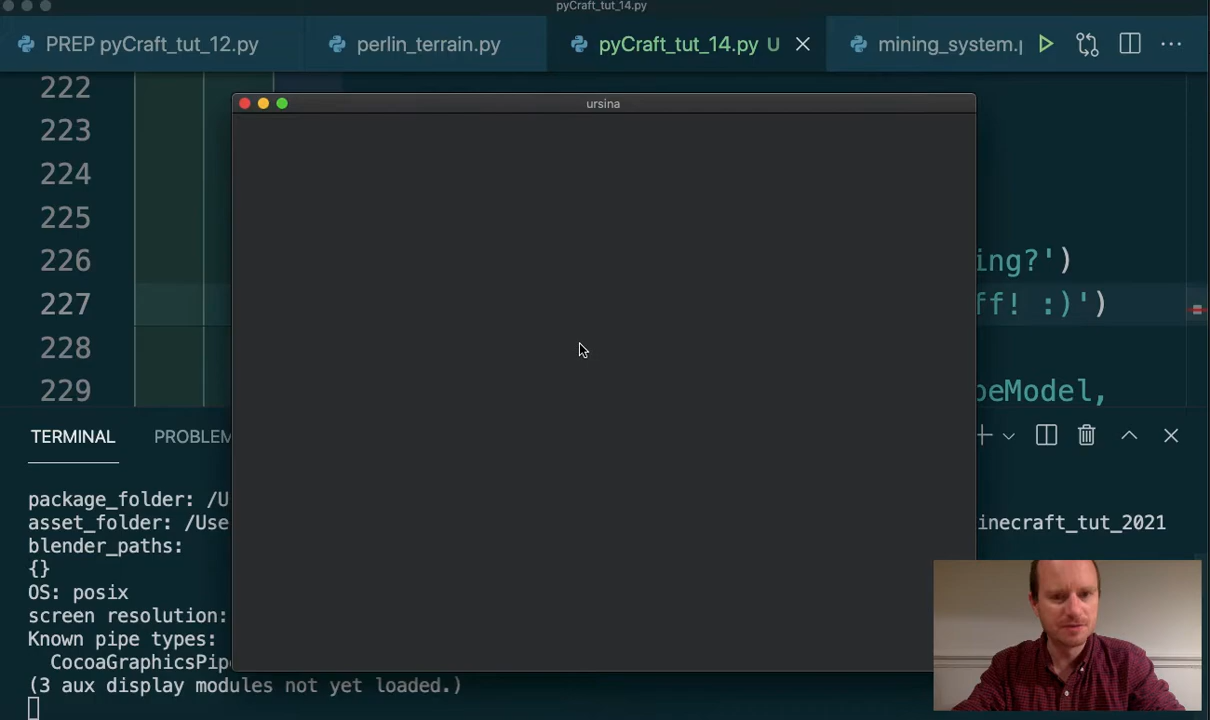 pyCraft_tut_14.py
PREP pyCraft_tut_12.py
perlin_terrain.py
pyCraft_tut_14.py U
mining_system.p
222
ursina
223
224
225
226 ing?')
227 ff! :)')
228
229 beModel,
TERMINAL PROBLEM
package_folder: /U
asset_folder: /Use inecraft_tut_2021
blender_paths:
{}
OS: posix
screen resolution:
Known pipe types:
CocoaGraphicsPipe
(3 aux display modules not yet loaded.)